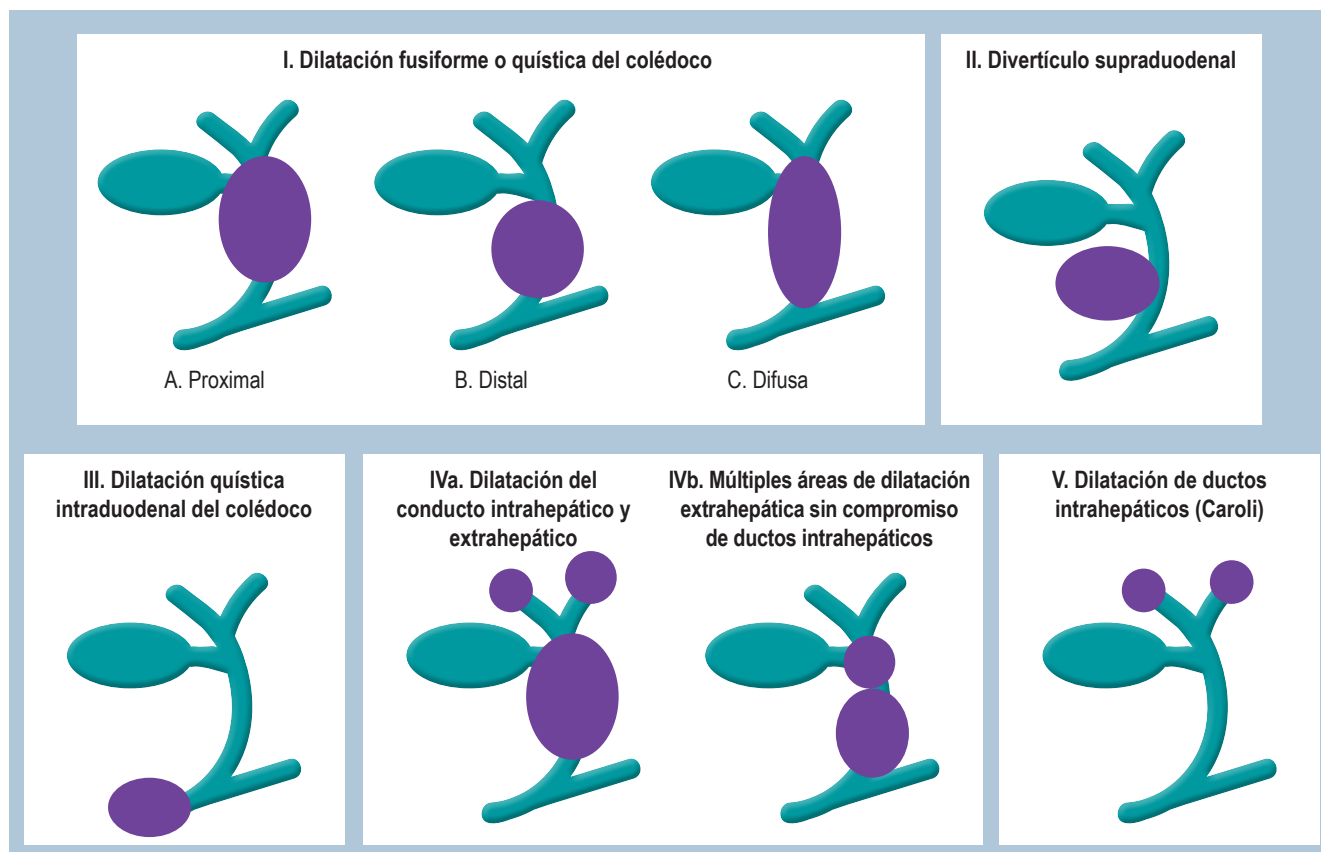 I. Dilatación fusiforme o quística del colédoco
A. Proximal
B. Distal
C. Difusa
II. Divertículo supraduodenal
III. Dilatación quística
intraduodenal del colédoco
IVa. Dilatación del
conducto intrahepático y
extrahepático
IVb. Múltiples áreas de dilatación
extrahepática sin compromiso
de ductos intrahepáticos
V. Dilatación de ductos
intrahepáticos (Caroli)